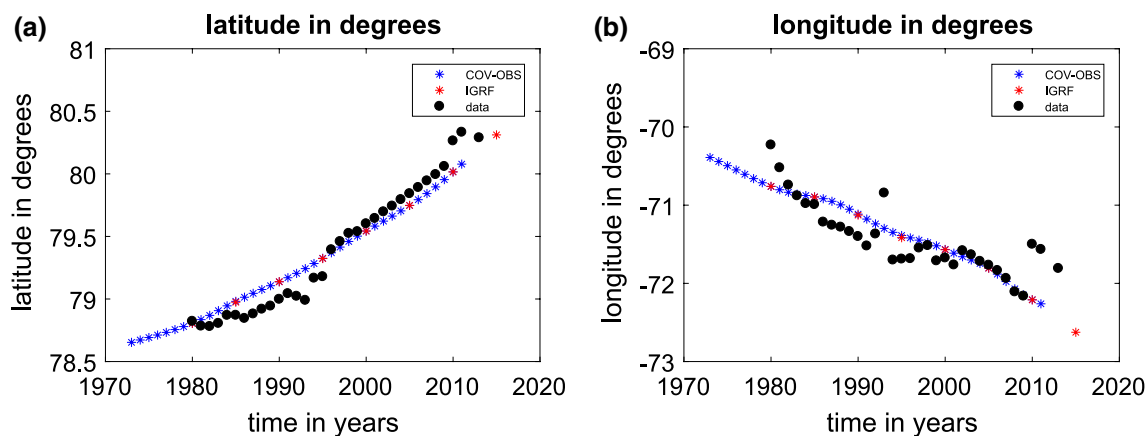 (a)
latitude in degrees
81
80.5
80
79.5
79
78.5
latitude in degrees
1970 1980 1990 2000 2010 2020
time in years
COV-OBS
IGRF
data
(b)
longitude in degrees
-69
-70
-71
-72
-73
longitude in degrees
1970 1980 1990 2000 2010 2020
time in years
COV-OBS
IGRF
data